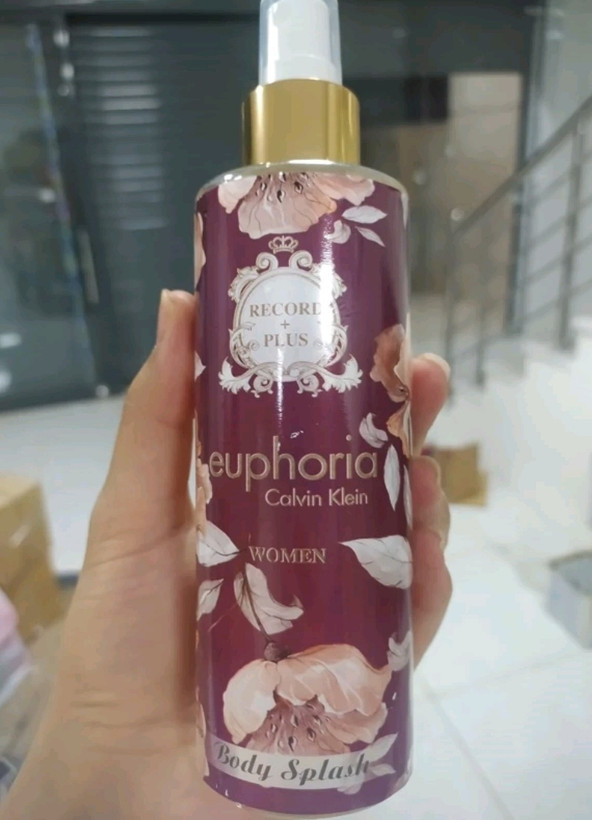 RECORD
+
PLUS
euphoria
Calvin Klein
WOMEN
Body Splash